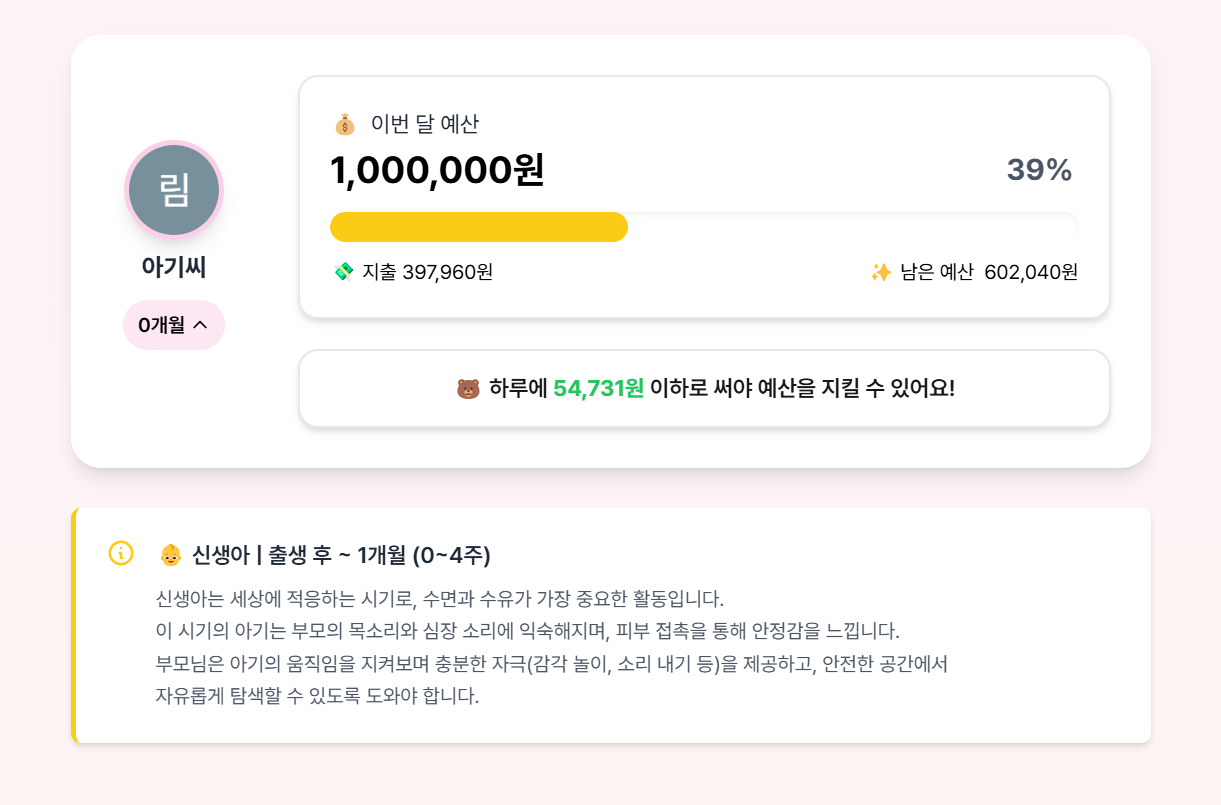 림
아기씨
0개월
이번 달 예산
1,000,000원
39%
지출 397,960원
남은 예산 602,040원
하루에 54,731원 이하로 써야 예산을 지킬 수 있어요!
신생아 | 출생 후 ~ 1개월 (0~4주)
신생아는 세상에 적응하는 시기로, 수면과 수유가 가장 중요한 활동입니다.
이 시기의 아기는 부모의 목소리와 심장 소리에 익숙해지며, 피부 접촉을 통해 안정감을 느낍니다.
부모님은 아기의 움직임을 지켜보며 충분한 자극(감각 놀이, 소리 내기 등)을 제공하고, 안전한 공간에서
자유롭게 탐색할 수 있도록 도와야 합니다.